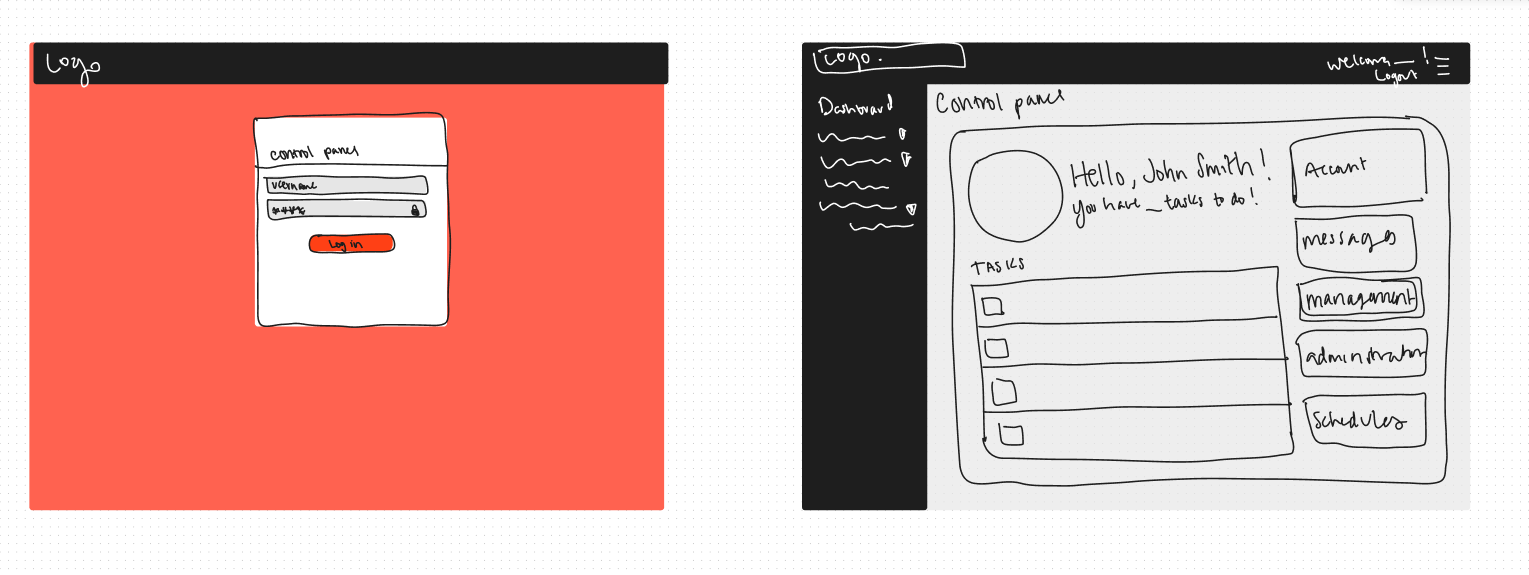 Logo
control panel
username
****
Log in
Logo.
Welcome __ !
Logout
Dashboard
Control panel
Hello, John Smith!
You have __ tasks to do!
TASKS
Account
messages
management
administration
Schedules